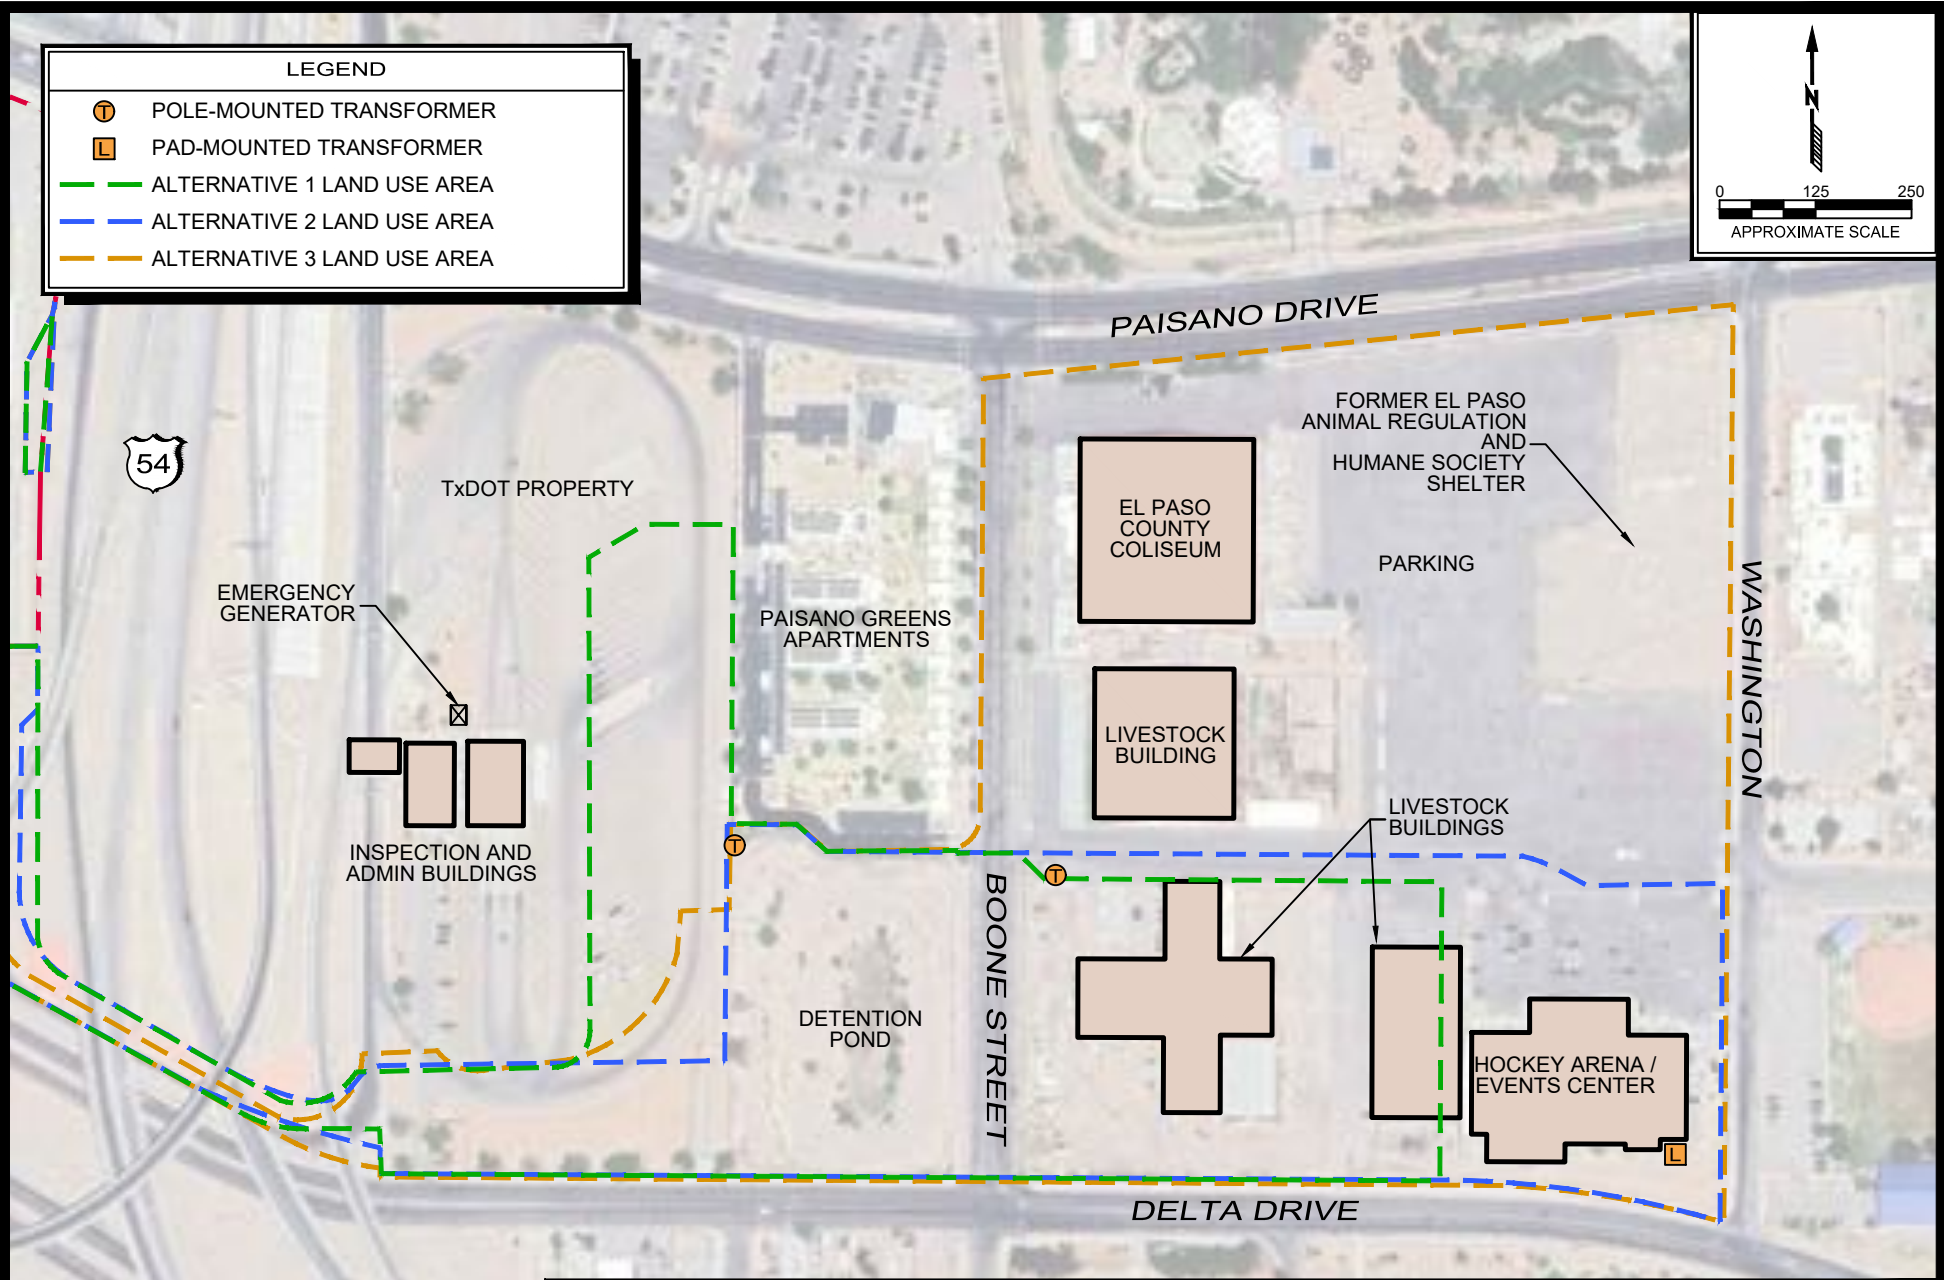 LEGEND
T POLE-MOUNTED TRANSFORMER
L PAD-MOUNTED TRANSFORMER
ALTERNATIVE 1 LAND USE AREA
ALTERNATIVE 2 LAND USE AREA
ALTERNATIVE 3 LAND USE AREA
N
0 125 250
APPROXIMATE SCALE
PAISANO DRIVE
FORMER EL PASO
ANIMAL REGULATION
AND
HUMANE SOCIETY
SHELTER
54
TxDOT PROPERTY
EL PASO
COUNTY
COLISEUM
PARKING
EMERGENCY
GENERATOR
PAISANO GREENS
APARTMENTS
WASHINGTON
LIVESTOCK
BUILDING
LIVESTOCK
BUILDINGS
INSPECTION AND
ADMIN BUILDINGS
T
T
BOONE STREET
DETENTION
POND
HOCKEY ARENA /
EVENTS CENTER
L
DELTA DRIVE